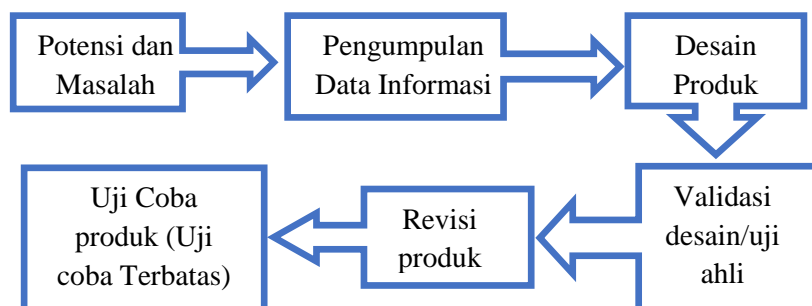 Potensi dan
Masalah
Pengumpulan
Data Informasi
Desain
Produk
Validasi
desain/uji
ahli
Revisi
produk
Uji Coba
produk (Uji
coba Terbatas)